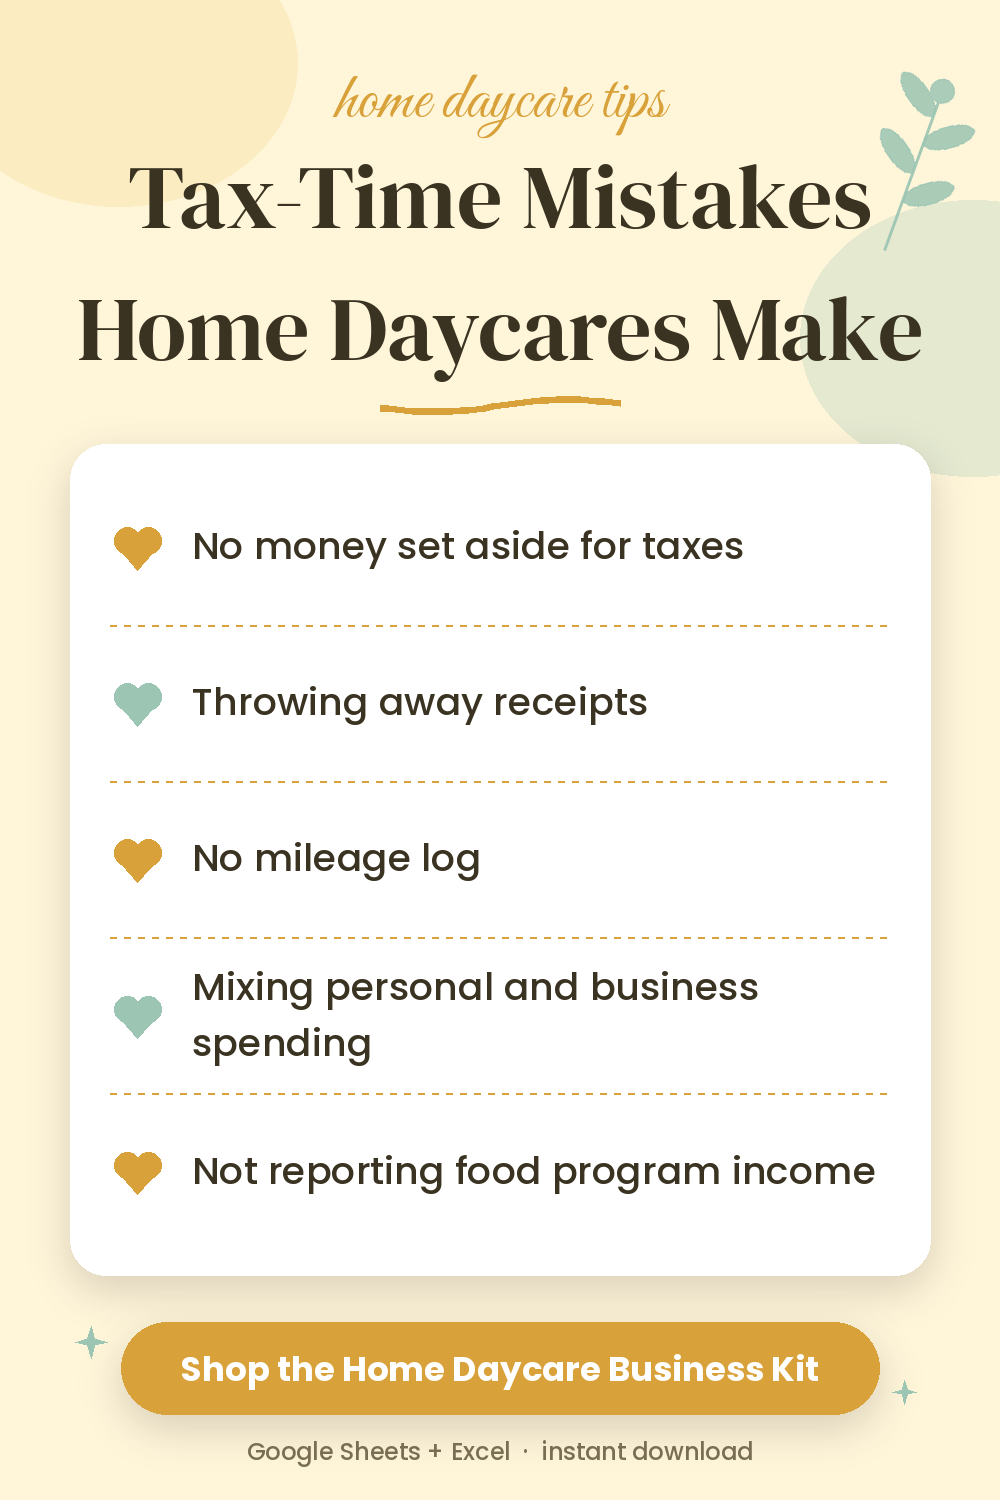 home daycare tips
Tax-Time Mistakes
Home Daycares Make
No money set aside for taxes
Throwing away receipts
No mileage log
Mixing personal and business
spending
Not reporting food program income
Shop the Home Daycare Business Kit
Google Sheets + Excel · instant download